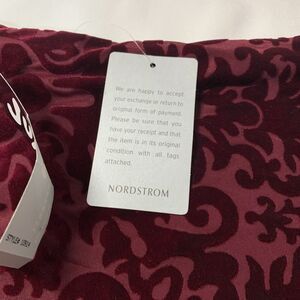 We are happy to accept
your exchange or return to
original form of payment.
Please be sure that you
have your receipt and that
The item is in its original
condition with all tags
attached.
NORDSTROM